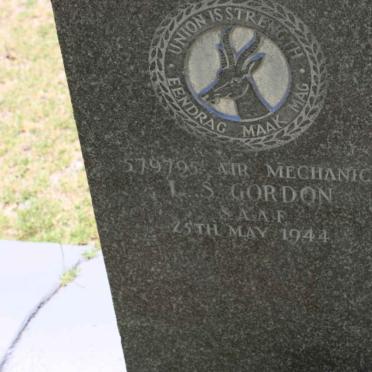 UNION IS STRENGTH
EENDRAG MAAK MAG
579795 AIR MECHANIC
L. S. GORDON
S.A.A.F.
25TH MAY 1944